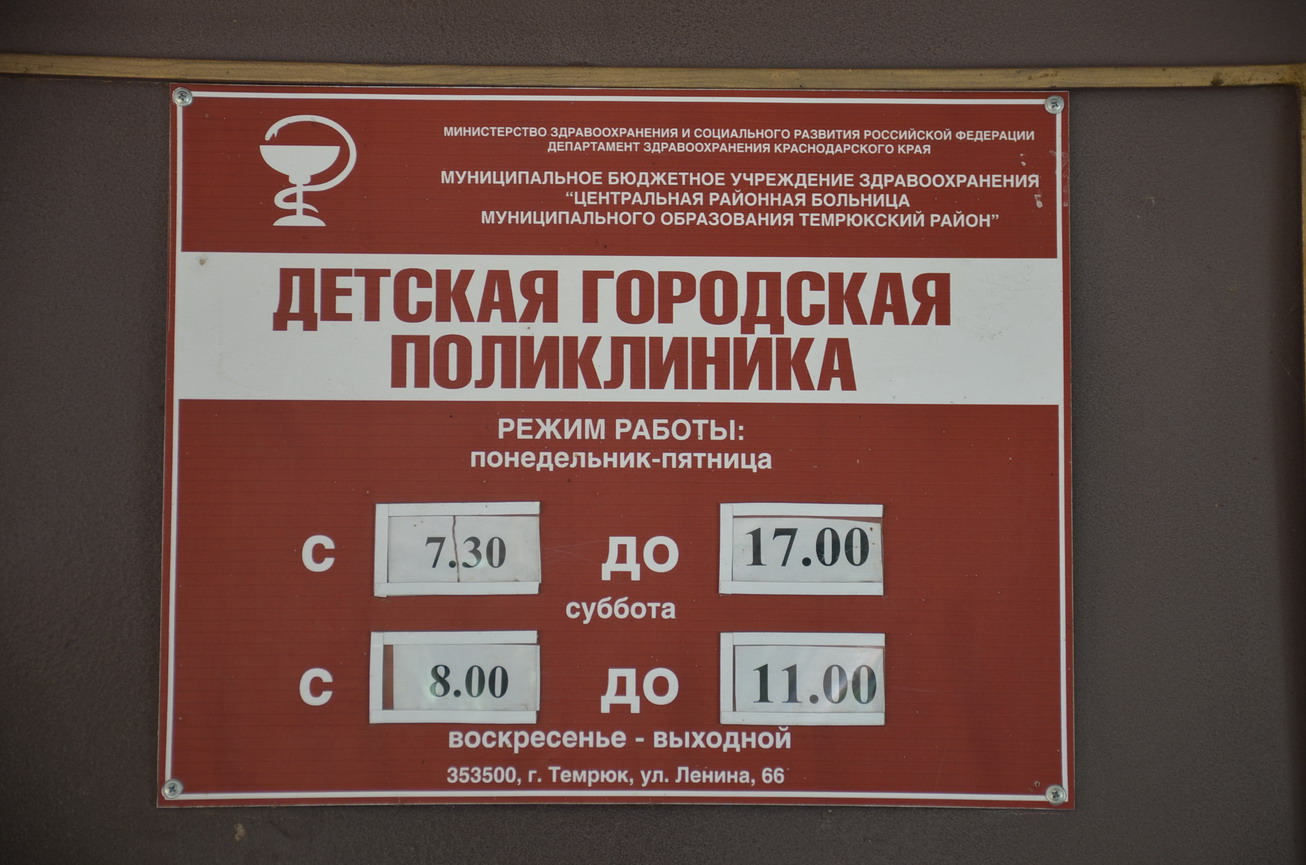 МИНИСТЕРСТВО ЗДРАВООХРАНЕНИЯ И СОЦИАЛЬНОГО РАЗВИТИЯ РОССИЙСКОЙ ФЕДЕРАЦИИ
ДЕПАРТАМЕНТ ЗДРАВООХРАНЕНИЯ КРАСНОДАРСКОГО КРАЯ
МУНИЦИПАЛЬНОЕ БЮДЖЕТНОЕ УЧРЕЖДЕНИЕ ЗДРАВООХРАНЕНИЯ
“ЦЕНТРАЛЬНАЯ РАЙОННАЯ БОЛЬНИЦА
МУНИЦИПАЛЬНОГО ОБРАЗОВАНИЯ ТЕМРЮКСКИЙ РАЙОН”
ДЕТСКАЯ ГОРОДСКАЯ
ПОЛИКЛИНИКА
РЕЖИМ РАБОТЫ:
понедельник-пятница
с 7.30 до 17.00
суббота
с 8.00 до 11.00
воскресенье - выходной
353500, г. Темрюк, ул. Ленина, 66